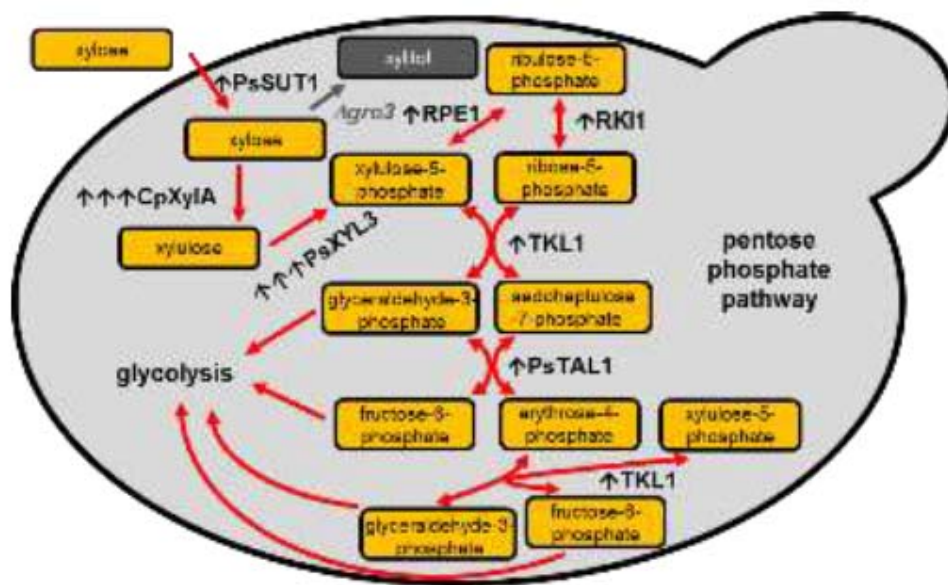 xylose
xylitol
ribulose-5-
phosphate
↑PsSUT1
Δgre3
↑RPE1
↑RKI1
xylose
xylulose-5-
phosphate
ribose-5-
phosphate
↑↑↑CpXylA
xylulose
↑↑↑PsXYL3
↑TKL1
pentose
phosphate
pathway
glyceraldehyde-3-
phosphate
sedoheptulose
-7-phosphate
glycolysis
↑PsTAL1
fructose-6-
phosphate
erythrose-4-
phosphate
xylulose-5-
phosphate
↑TKL1
glyceraldehyde-3-
phosphate
fructose-6-
phosphate